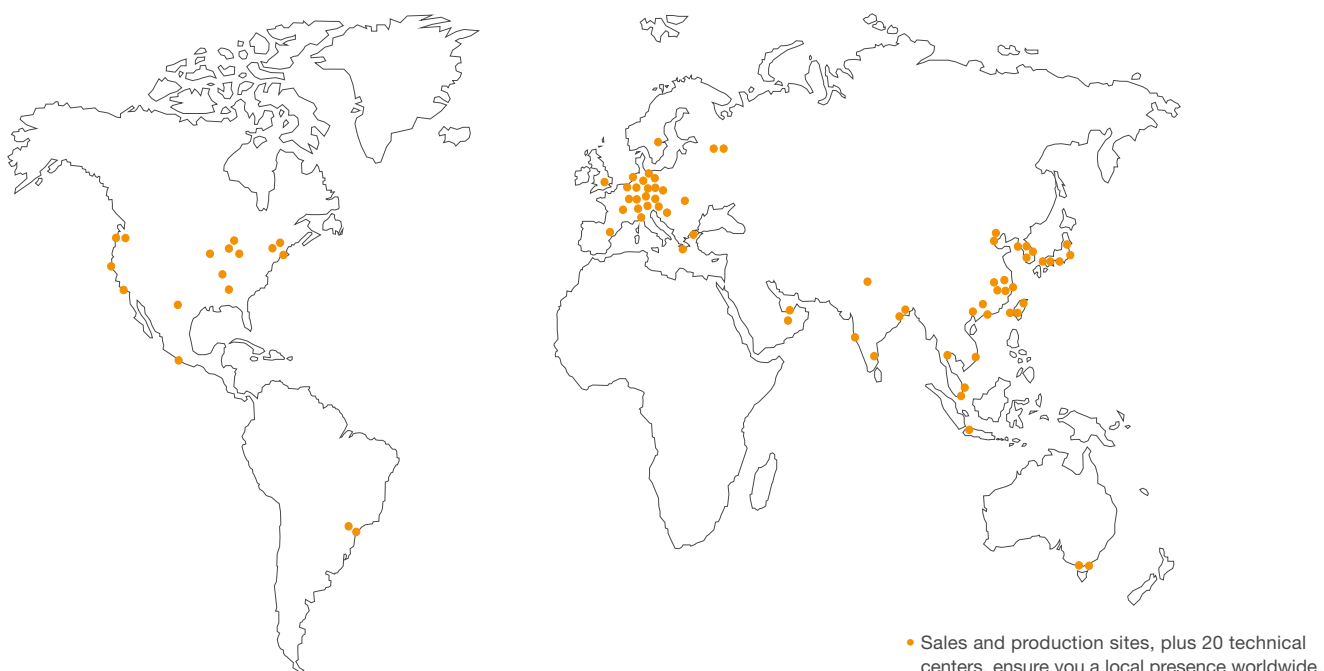 Sales and production sites, plus 20 technical
centers, ensure you a local presence worldwide